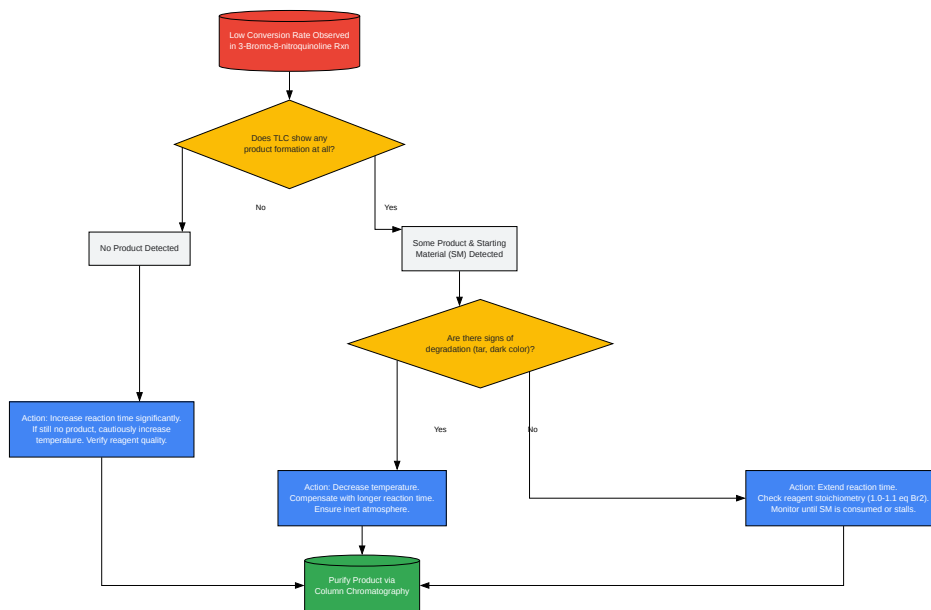 Low Conversion Rate Observed
in 3-Bromo-8-nitroquinoline Rxn
Does TLC show any
product formation at all?
No
Yes
No Product Detected
Some Product & Starting
Material (SM) Detected
Are there signs of
degradation (tar, dark color)?
Action: Increase reaction time significantly.
If still no product, cautiously increase
temperature. Verify reagent quality.
Yes
No
Action: Decrease temperature.
Compensate with longer reaction time.
Ensure inert atmosphere.
Action: Extend reaction time.
Check reagent stoichiometry (1.0-1.1 eq Br2).
Monitor until SM is consumed or stalls.
Purify Product via
Column Chromatography